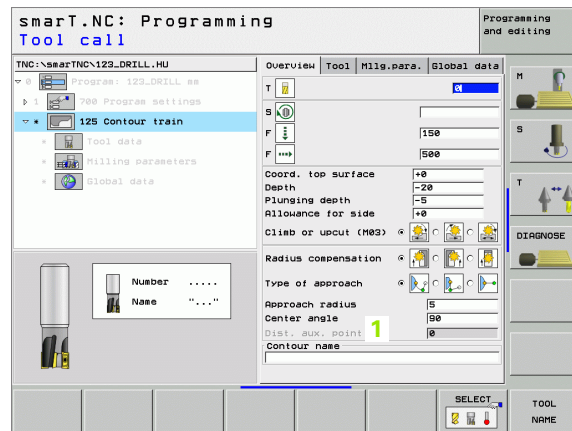 smarT.NC: Programming
Tool call
Programming and editing
TNC:\smarTNC\123_DRILL.HU
0 Program: 123_DRILL mm
1 700 Program settings
* 125 Contour train
* Tool data
* Milling parameters
* Global data
Number .....
Name "..."
Overview Tool Mllg.para. Global data
T 0
S
F 150
F 500
Coord. top surface +0
Depth -20
Plunging depth -5
Allowance for side +0
Climb or upcut (M03)
Radius compensation
Type of approach
Approach radius 5
Center angle 90
Dist. aux. point 0
1
Contour name
M
S
T
DIAGNOSE
SELECT
TOOL NAME